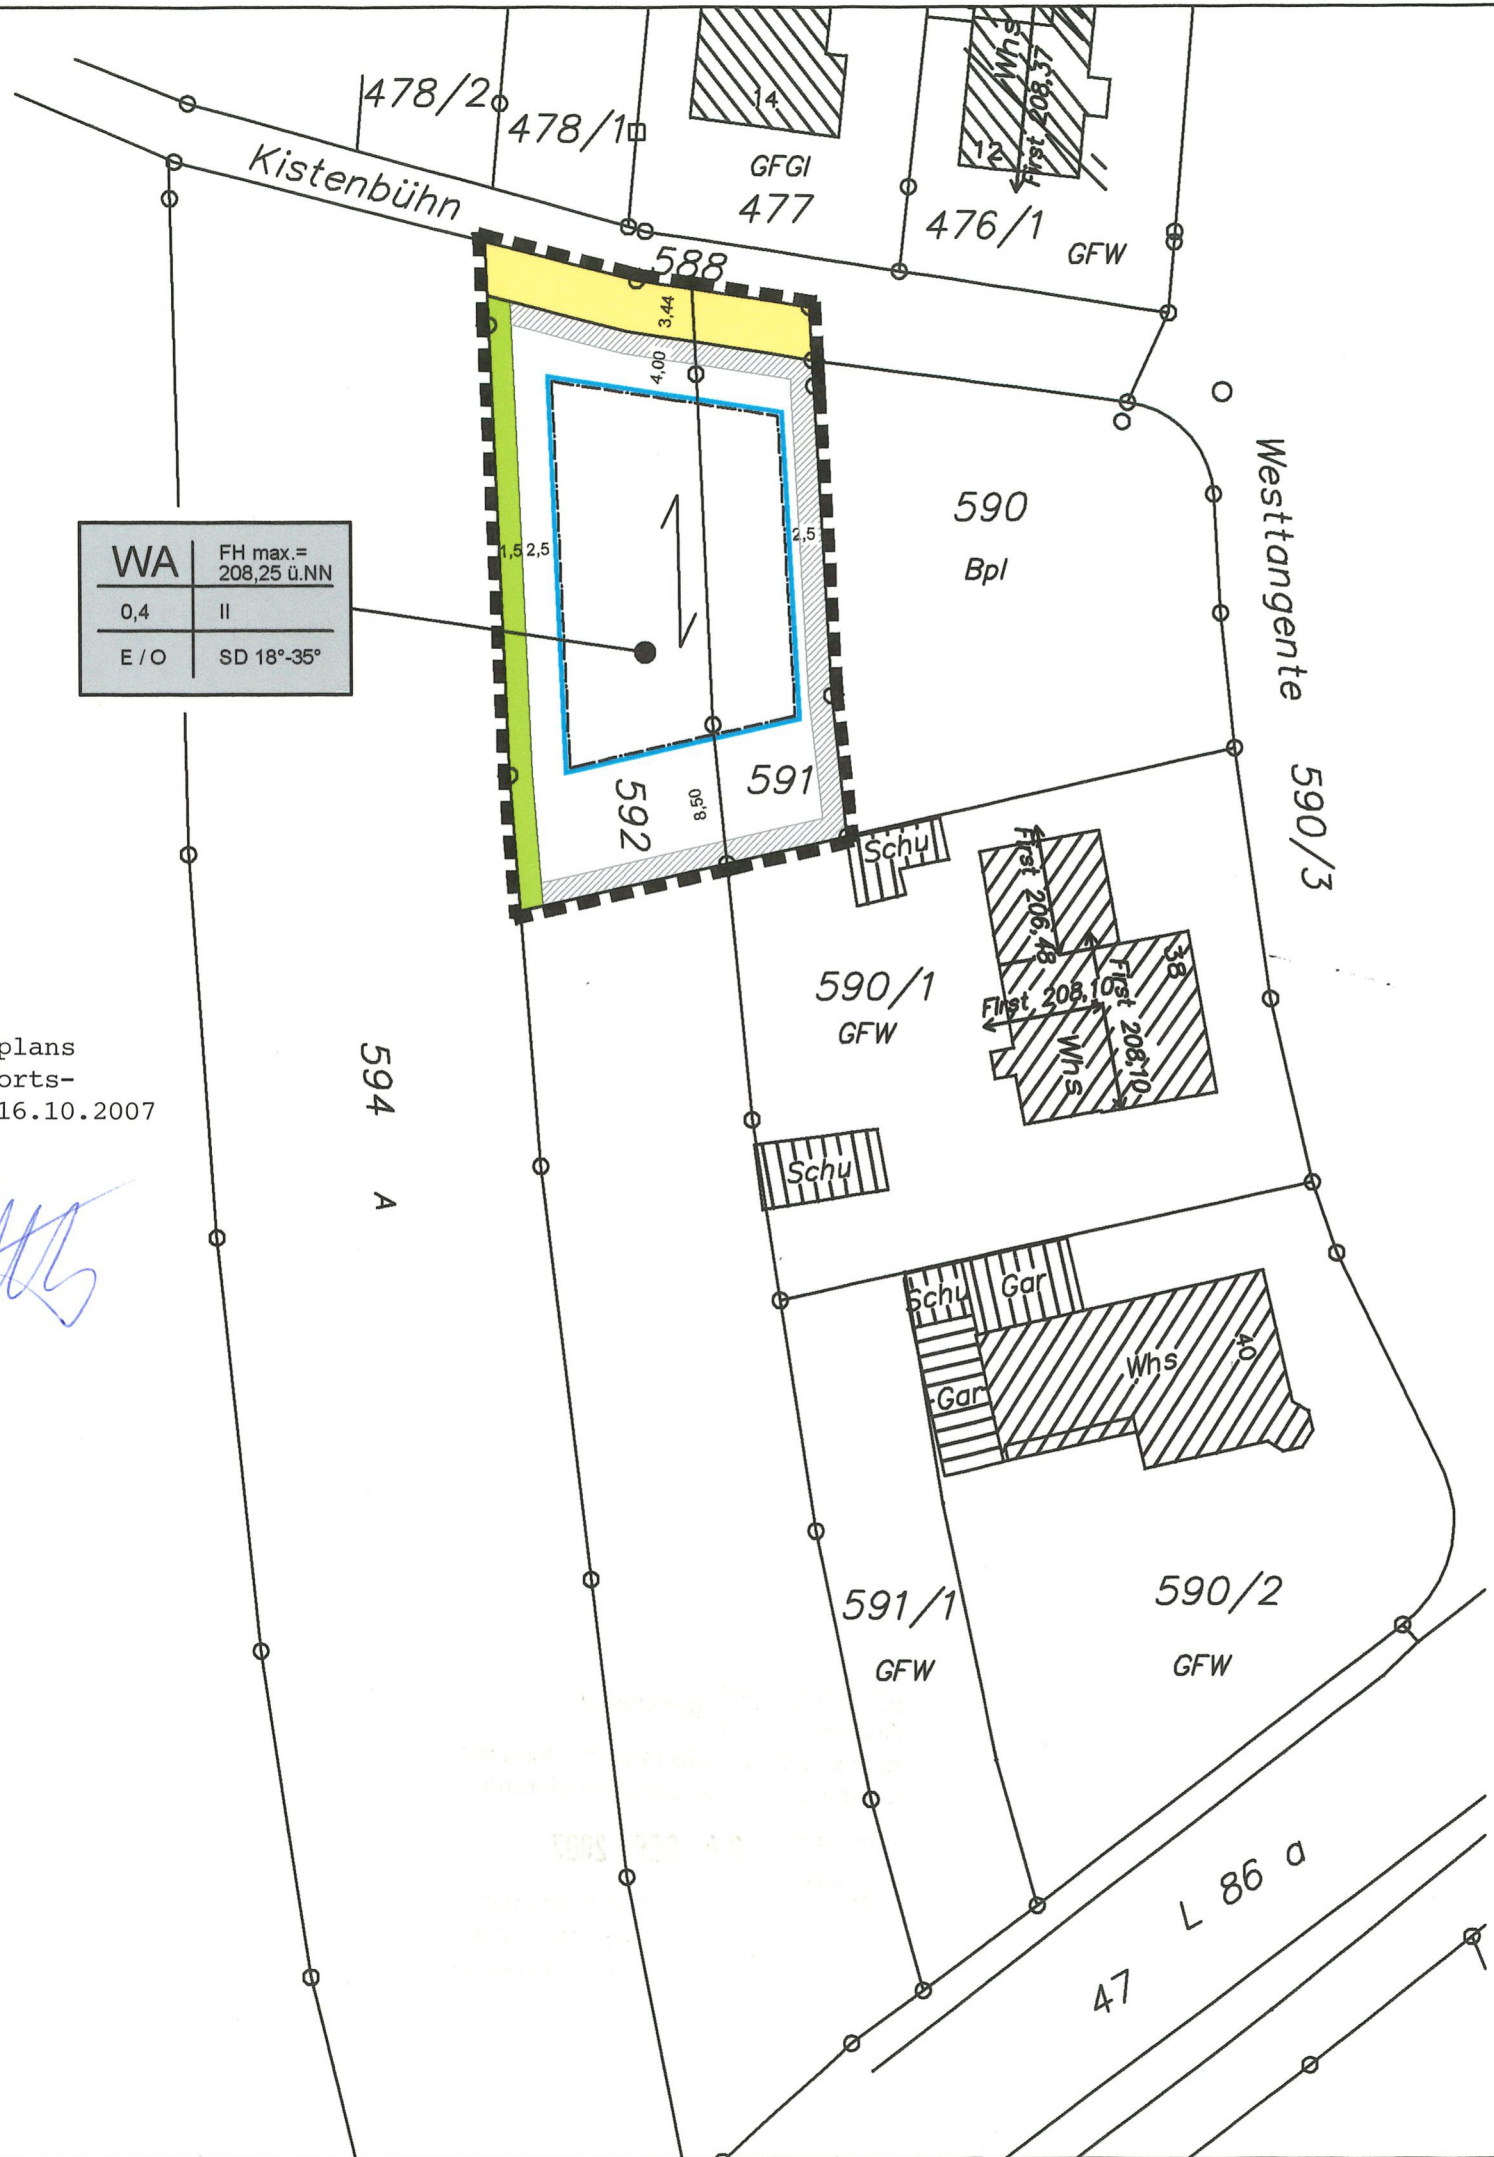 478/2
478/1
14
GFGI
477
Whs
First 208,37
12
476/1
GFW
Kistenbühn
588
3,44
4,00
WA
FH max.=
208,25 ü.NN
0,4
II
E / O
SD 18°-35°
1,5
2,5
2,5
590
Bpl
Westtangente
590/3
592
8,50
591
Schu
First 206,48
38
First 208,10
First 208,10
Whs
590/1
GFW
plans
orts-
16.10.2007
594
A
Schu
Schu
Gar
Gar
Whs
40
591/1
GFW
590/2
GFW
L 86 a
47